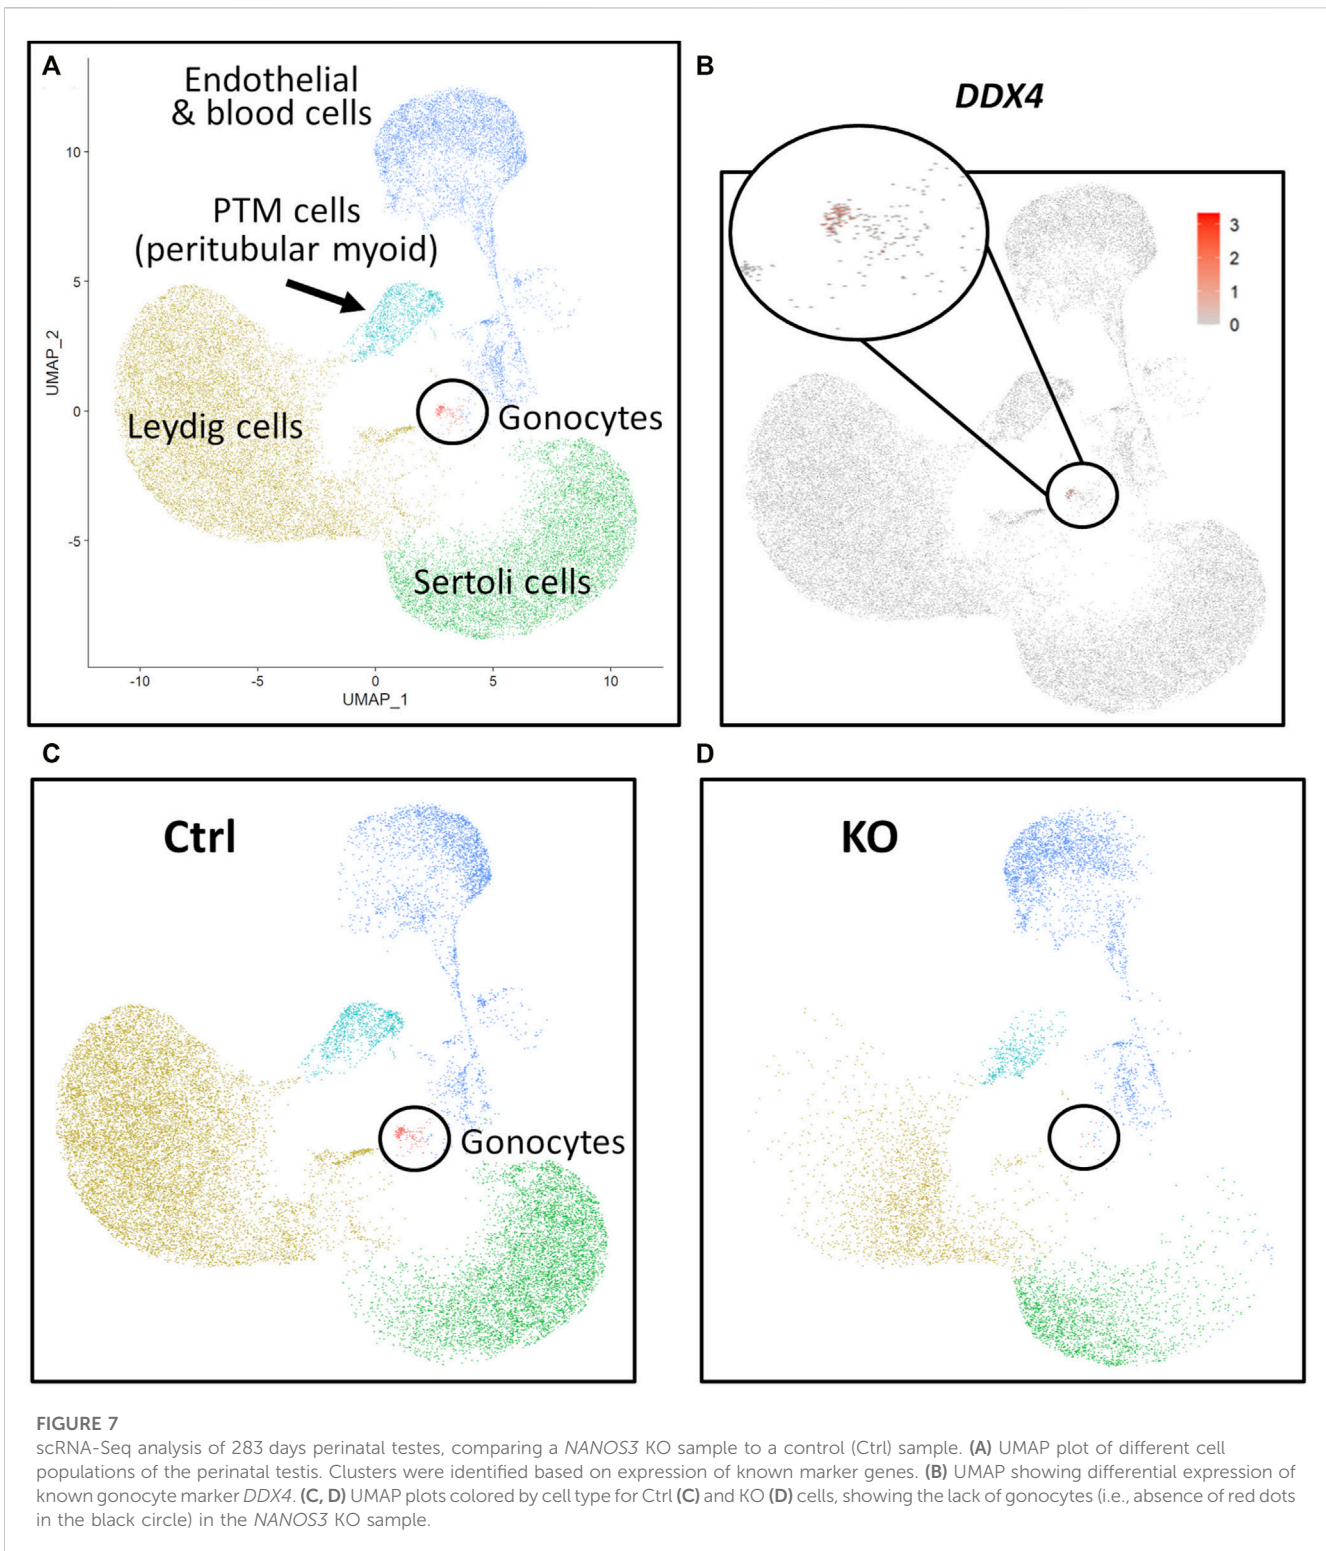 A
Endothelial
& blood cells
PTM cells
(peritubular myoid)
Leydig cells
Gonocytes
Sertoli cells
10
5
0
-5
UMAP_2
-10
-5
0
5
10
UMAP_1
B
DDX4
3
2
1
0
C
Ctrl
Gonocytes
D
KO
FIGURE 7
scRNA-Seq analysis of 283 days perinatal testes, comparing a NANOS3 KO sample to a control (Ctrl) sample. (A) UMAP plot of different cell
populations of the perinatal testis. Clusters were identified based on expression of known marker genes. (B) UMAP showing differential expression of
known gonocyte marker DDX4. (C, D) UMAP plots colored by cell type for Ctrl (C) and KO (D) cells, showing the lack of gonocytes (i.e., absence of red dots
in the black circle) in the NANOS3 KO sample.